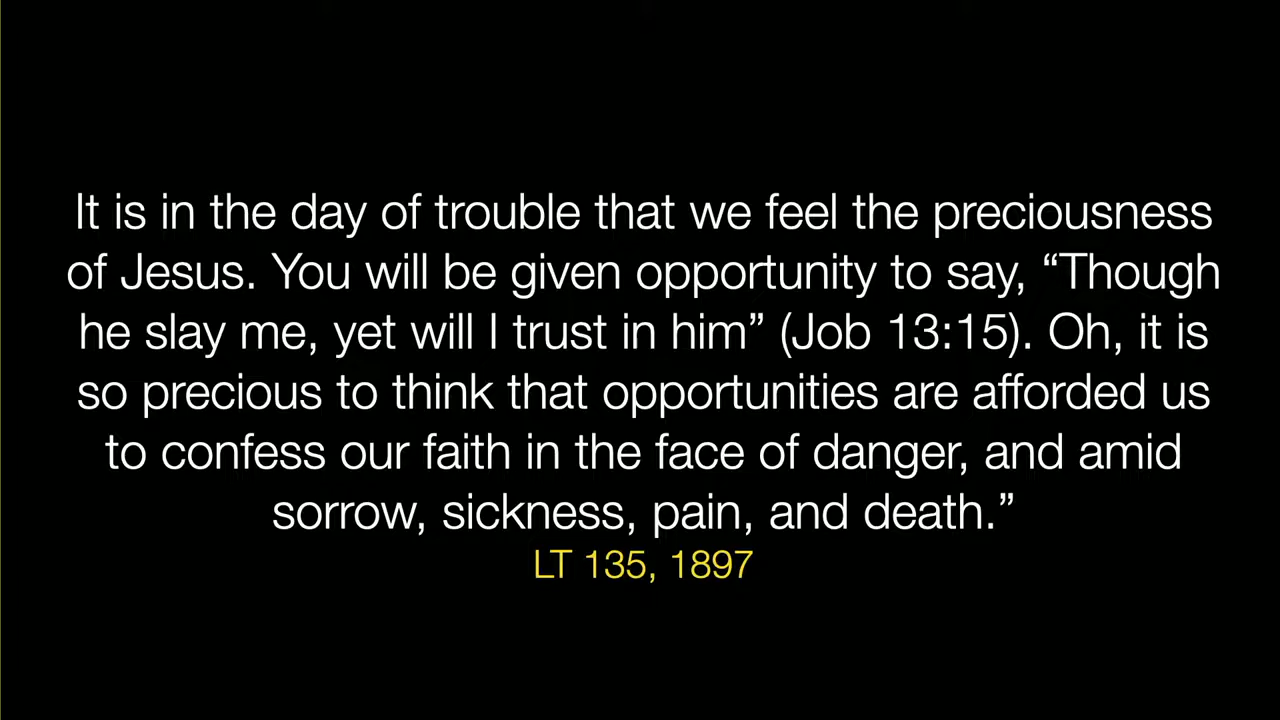 It is in the day of trouble that we feel the preciousness
of Jesus. You will be given opportunity to say, “Though
he slay me, yet will I trust in him” (Job 13:15). Oh, it is
so precious to think that opportunities are afforded us
to confess our faith in the face of danger, and amid
sorrow, sickness, pain, and death.”
LT 135, 1897